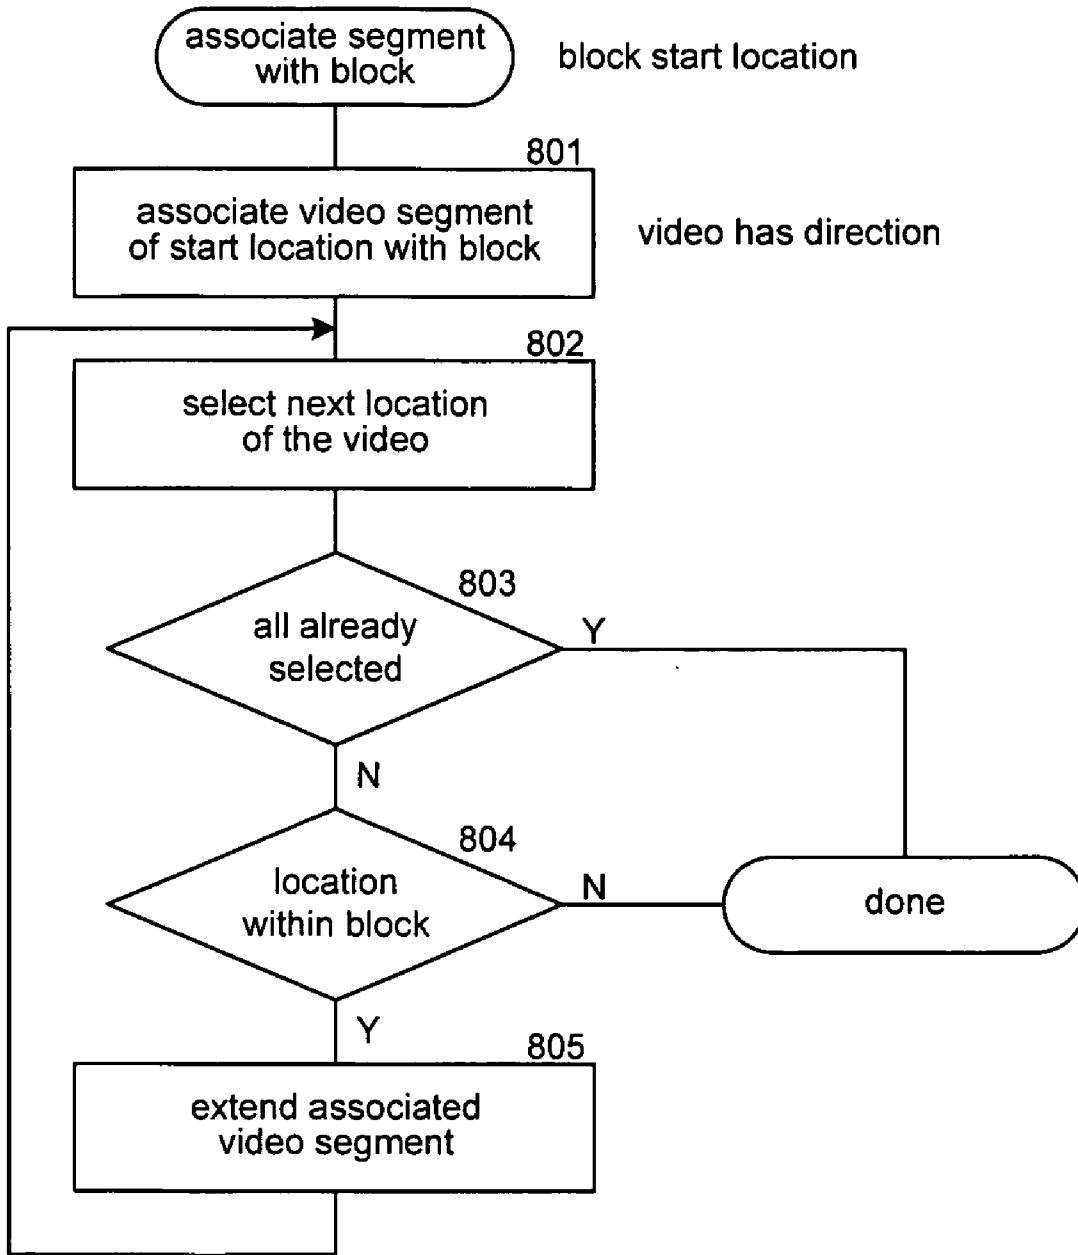 associate segment
with block
block start location
801
associate video segment
of start location with block
video has direction
802
select next location
of the video
803
all already
selected
Y
N
804
location
within block
N
done
Y
805
extend associated
video segment